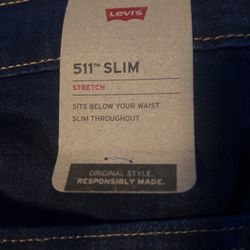 Levi's
511™ SLIM
STRETCH
SITS BELOW YOUR WAIST
SLIM THROUGHOUT
ORIGINAL STYLE.
RESPONSIBLY MADE.